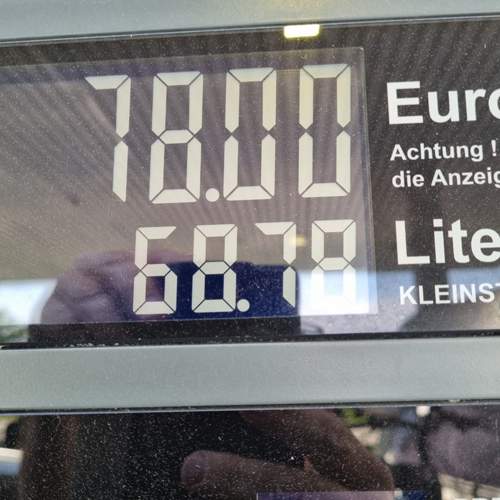 78.00 Euro
Achtung !
die Anzeig
68.78 Lite
KLEINST